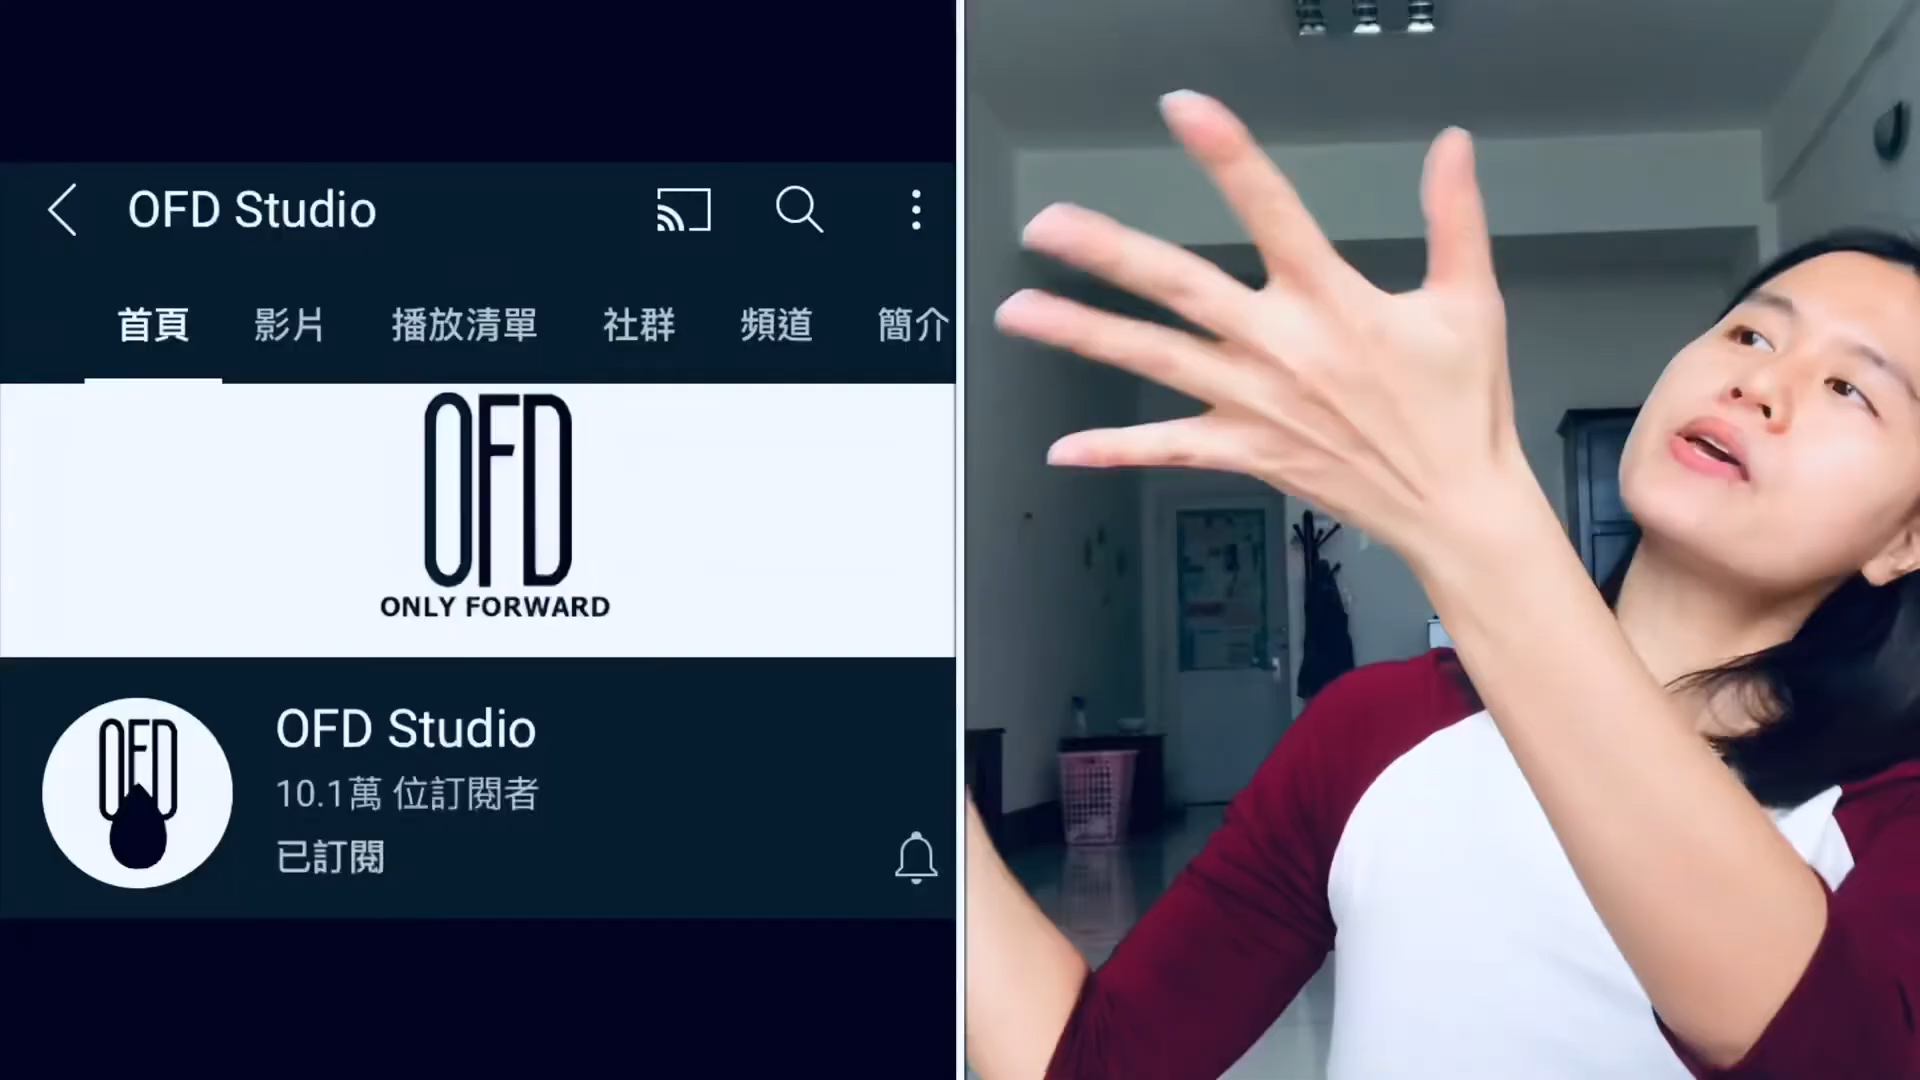 OFD Studio
首頁 影片 播放清單 社群 頻道 簡介
OFD
ONLY FORWARD
OFD
OFD Studio
10.1萬 位訂閱者
已訂閱